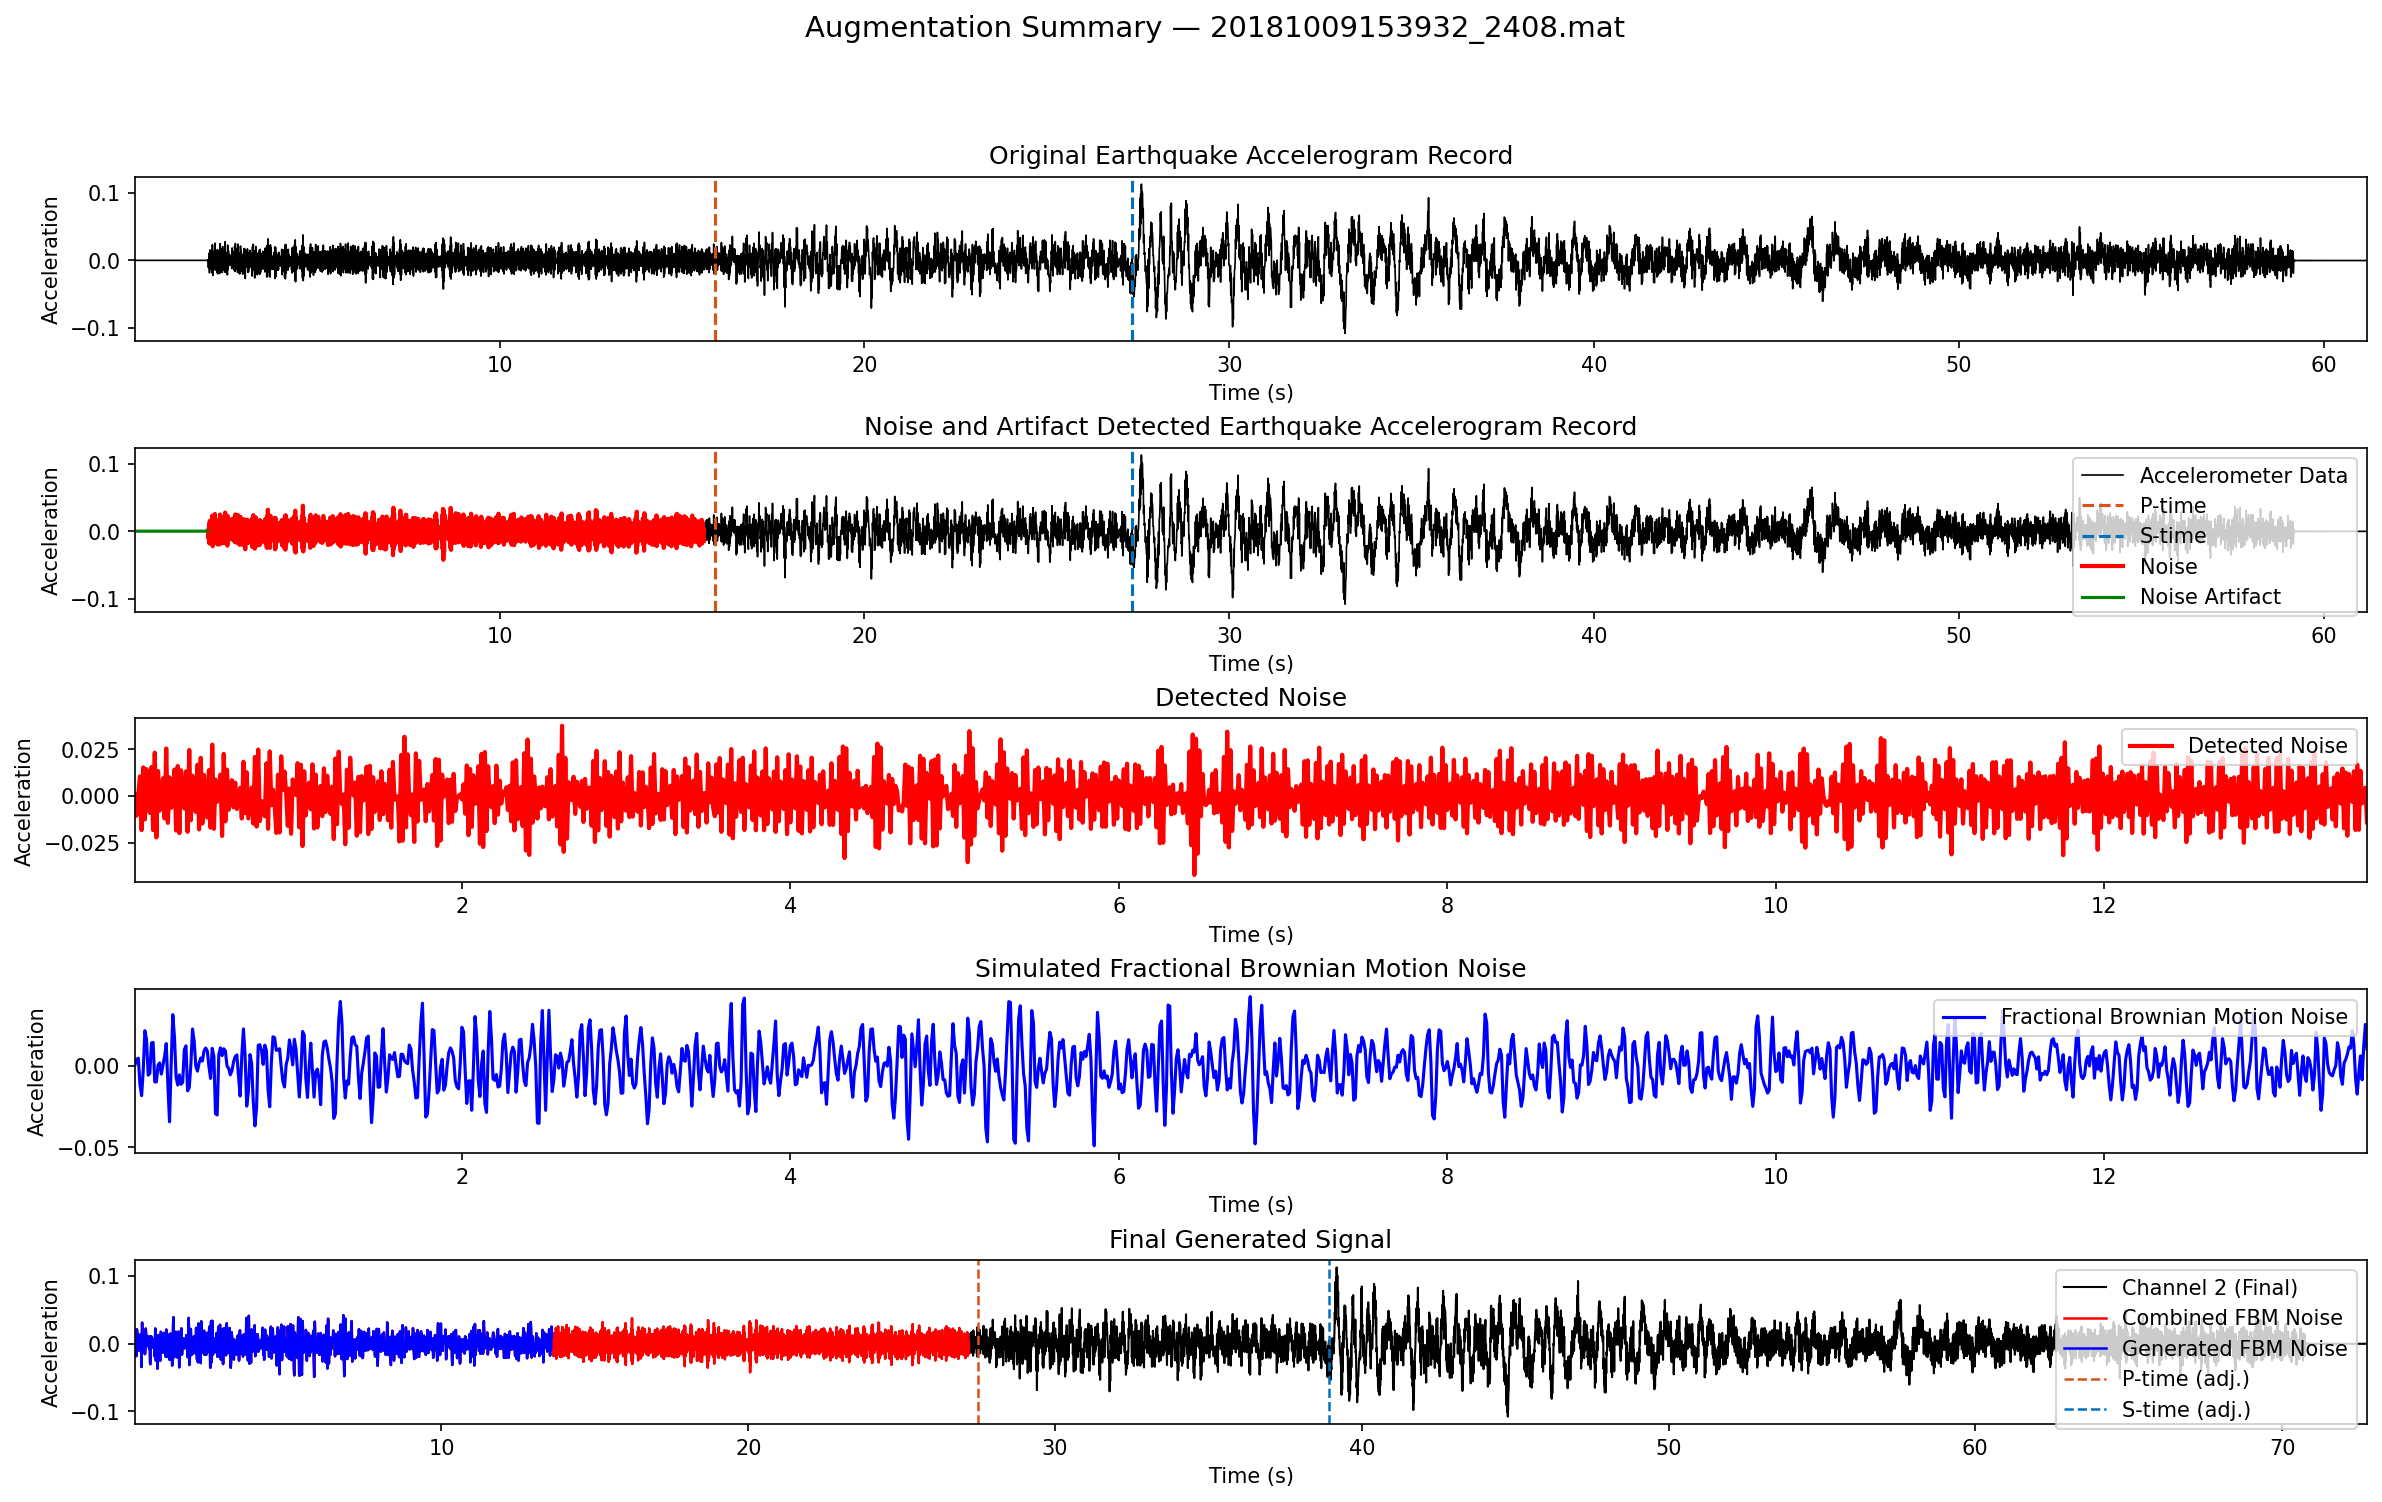 Augmentation Summary — 20181009153932_2408.mat
Original Earthquake Accelerogram Record
Acceleration
0.1
0.0
−0.1
10 20 30 40 50 60
Time (s)
Noise and Artifact Detected Earthquake Accelerogram Record
Acceleration
0.1
0.0
−0.1
Accelerometer Data
P-time
S-time
Noise
Noise Artifact
10 20 30 40 50 60
Time (s)
Detected Noise
Acceleration
0.025
0.000
−0.025
Detected Noise
2 4 6 8 10 12
Time (s)
Simulated Fractional Brownian Motion Noise
Acceleration
0.00
−0.05
Fractional Brownian Motion Noise
2 4 6 8 10 12
Time (s)
Final Generated Signal
Acceleration
0.1
0.0
−0.1
Channel 2 (Final)
Combined FBM Noise
Generated FBM Noise
P-time (adj.)
S-time (adj.)
10 20 30 40 50 60 70
Time (s)